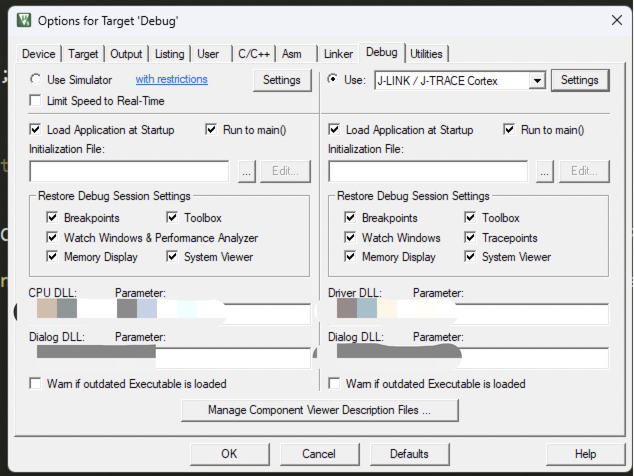 Options for Target 'Debug'
Device Target Output Listing User C/C++ Asm Linker Debug Utilities
Use Simulator with restrictions Settings Use: J-LINK / J-TRACE Cortex Settings
Limit Speed to Real-Time
Load Application at Startup Run to main() Load Application at Startup Run to main()
Initialization File: Initialization File:
... Edit... ... Edit...
Restore Debug Session Settings Restore Debug Session Settings
Breakpoints Toolbox Breakpoints Toolbox
Watch Windows & Performance Analyzer Watch Windows Tracepoints
Memory Display System Viewer Memory Display System Viewer
CPU DLL: Parameter: Driver DLL: Parameter:
Dialog DLL: Parameter: Dialog DLL: Parameter:
Warn if outdated Executable is loaded Warn if outdated Executable is loaded
Manage Component Viewer Description Files ...
OK Cancel Defaults Help